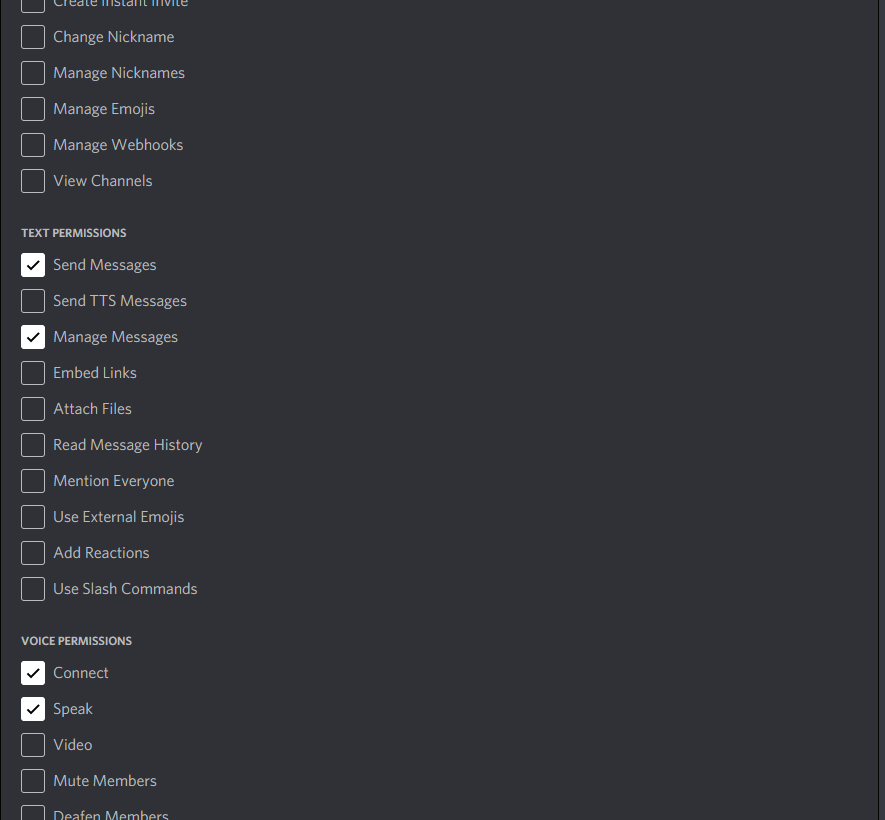 Create Instant Invite
Change Nickname
Manage Nicknames
Manage Emojis
Manage Webhooks
View Channels
TEXT PERMISSIONS
Send Messages
Send TTS Messages
Manage Messages
Embed Links
Attach Files
Read Message History
Mention Everyone
Use External Emojis
Add Reactions
Use Slash Commands
VOICE PERMISSIONS
Connect
Speak
Video
Mute Members
Deafen Members